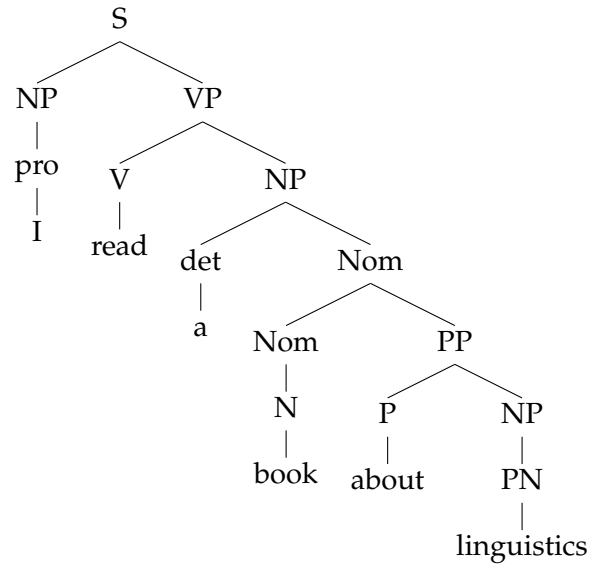 S
NP VP
pro V NP
I read det Nom
a Nom PP
N P NP
book about PN
linguistics